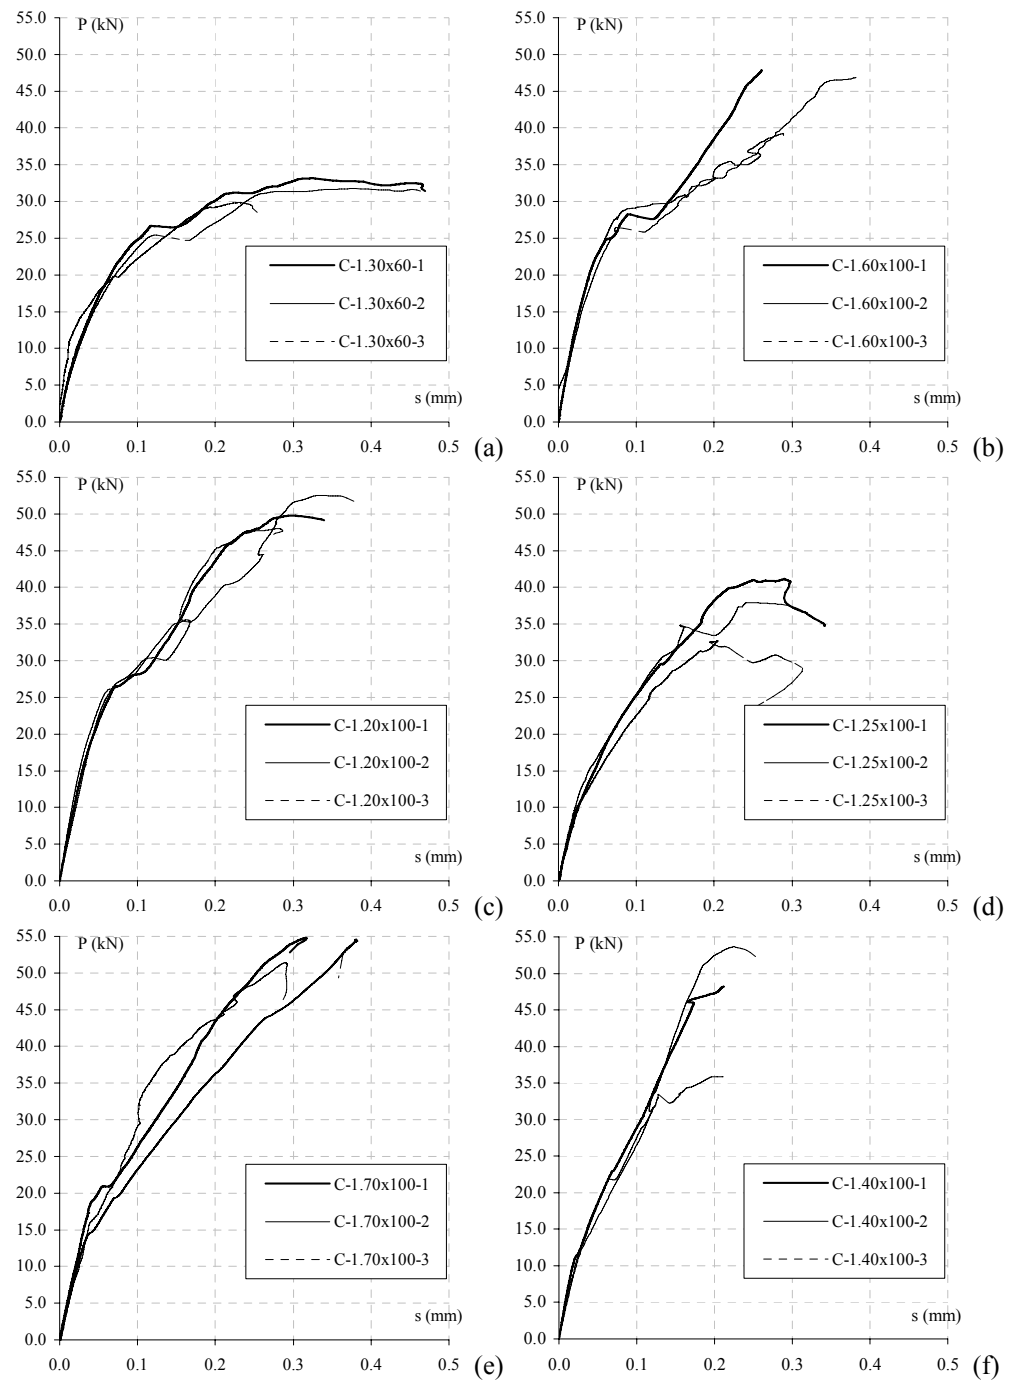 P (kN)
55.0
50.0
45.0
40.0
35.0
30.0
25.0
20.0
15.0
10.0
5.0
0.0
C-1.30x60-1
C-1.30x60-2
C-1.30x60-3
s (mm)
0.0 0.1 0.2 0.3 0.4 0.5
(a)
P (kN)
55.0
50.0
45.0
40.0
35.0
30.0
25.0
20.0
15.0
10.0
5.0
0.0
C-1.60x100-1
C-1.60x100-2
C-1.60x100-3
s (mm)
0.0 0.1 0.2 0.3 0.4 0.5
(b)
P (kN)
55.0
50.0
45.0
40.0
35.0
30.0
25.0
20.0
15.0
10.0
5.0
0.0
C-1.20x100-1
C-1.20x100-2
C-1.20x100-3
s (mm)
0.0 0.1 0.2 0.3 0.4 0.5
(c)
P (kN)
55.0
50.0
45.0
40.0
35.0
30.0
25.0
20.0
15.0
10.0
5.0
0.0
C-1.25x100-1
C-1.25x100-2
C-1.25x100-3
s (mm)
0.0 0.1 0.2 0.3 0.4 0.5
(d)
P (kN)
55.0
50.0
45.0
40.0
35.0
30.0
25.0
20.0
15.0
10.0
5.0
0.0
C-1.70x100-1
C-1.70x100-2
C-1.70x100-3
s (mm)
0.0 0.1 0.2 0.3 0.4 0.5
(e)
P (kN)
55.0
50.0
45.0
40.0
35.0
30.0
25.0
20.0
15.0
10.0
5.0
0.0
C-1.40x100-1
C-1.40x100-2
C-1.40x100-3
s (mm)
0.0 0.1 0.2 0.3 0.4 0.5
(f)